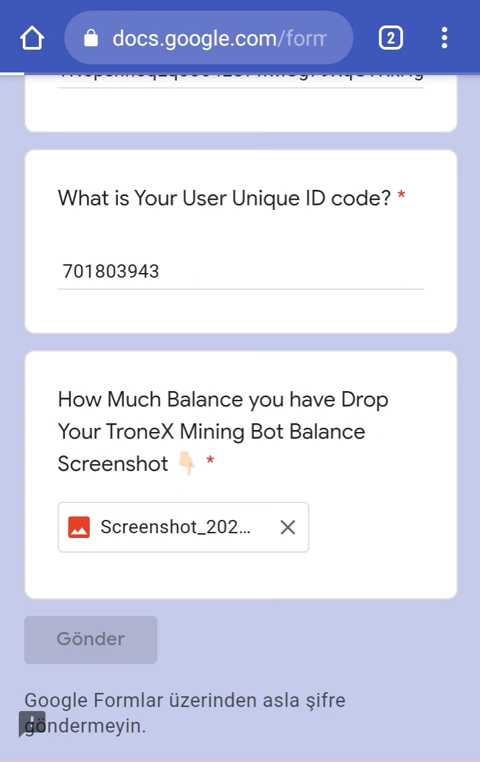 docs.google.com/form
2
What is Your User Unique ID code? *
701803943
How Much Balance you have Drop
Your TroneX Mining Bot Balance
Screenshot 👇🏻 *
Screenshot_202...
Gönder
Google Formlar üzerinden asla şifre
göndermeyin.